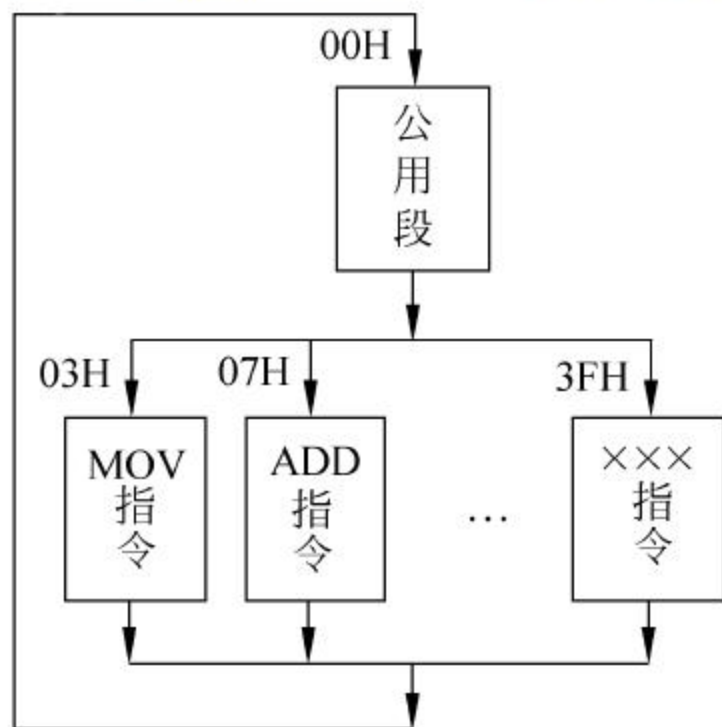 00H
公
用
段
03H
07H
3FH
MOV
指
令
ADD
指
令
…
×××
指
令